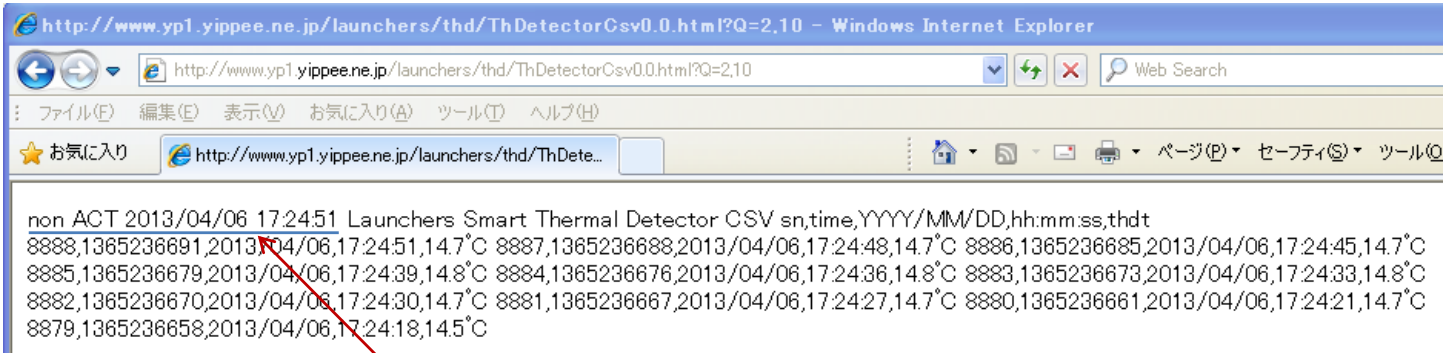 http://www.yp1.yippee.ne.jp/launchers/thd/ThDetectorCsv0.0.html?Q=2,10 - Windows Internet Explorer
http://www.yp1.yippee.ne.jp/launchers/thd/ThDetectorCsv0.0.html?Q=2,10 Web Search
ファイル(F) 編集(E) 表示(V) お気に入り(A) ツール(T) ヘルプ(H)
お気に入り http://www.yp1.yippee.ne.jp/launchers/thd/ThDete... ページ(P) セーフティ(S) ツール(O
non ACT 2013/04/06 17:24:51 Launchers Smart Thermal Detector CSV sn,time,YYYY/MM/DD,hh:mm:ss,thdt
8888,1365236691,2013/04/06,17:24:51,14.7°C 8887,1365236688,2013/04/06,17:24:48,14.7°C 8886,1365236685,2013/04/06,17:24:45,14.7°C
8885,1365236679,2013/04/06,17:24:39,14.8°C 8884,1365236676,2013/04/06,17:24:36,14.8°C 8883,1365236673,2013/04/06,17:24:33,14.8°C
8882,1365236670,2013/04/06,17:24:30,14.7°C 8881,1365236667,2013/04/06,17:24:27,14.7°C 8880,1365236661,2013/04/06,17:24:21,14.7°C
8879,1365236658,2013/04/06,17:24:18,14.5°C